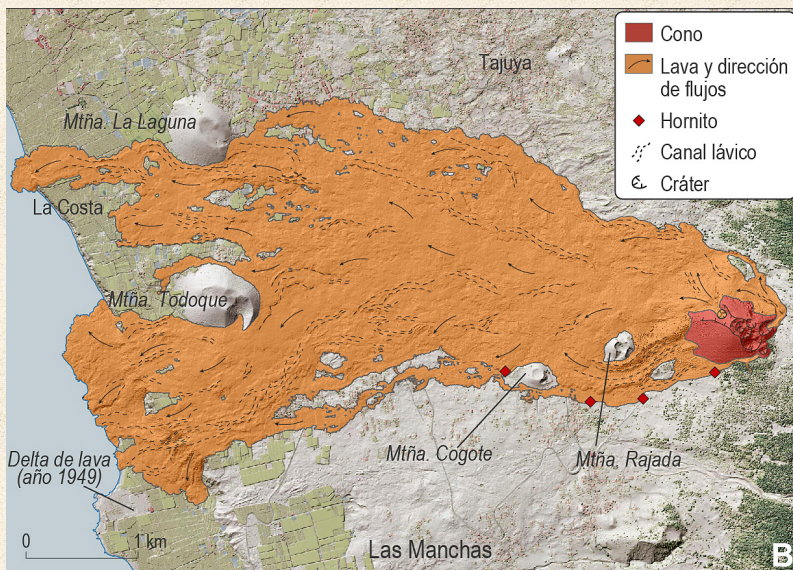 Cono
Lava y dirección
de flujos
Hornito
Canal lávico
Cráter
Tajuya
Mtña. La Laguna
La Costa
Mtña. Todoque
Mtña. Cogote
Mtña. Rajada
Delta de lava
(año 1949)
0
1 km
Las Manchas
B